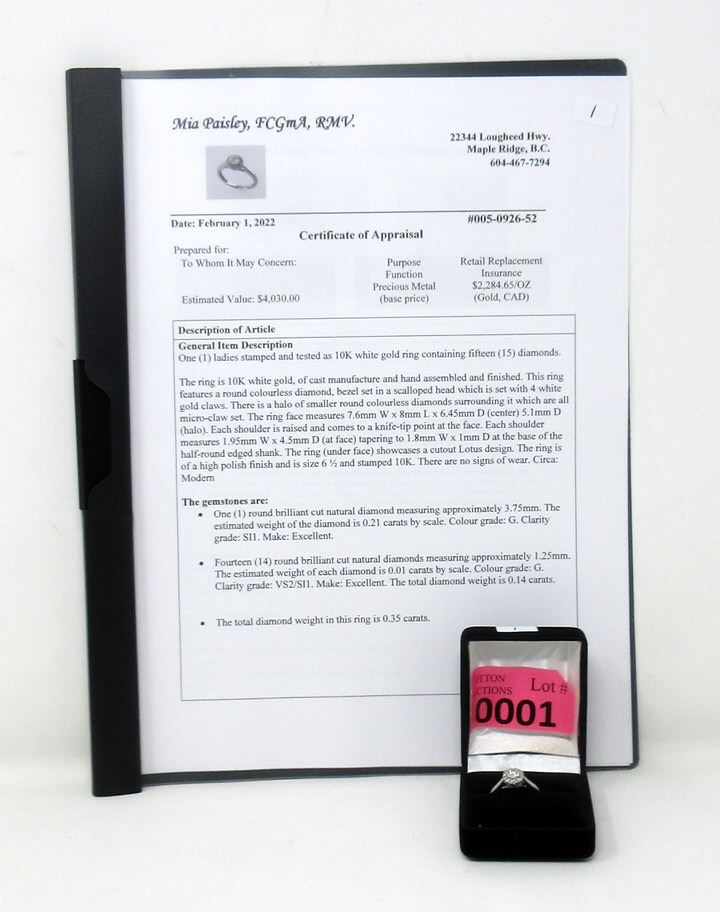 Mia Paisley, FCGmA, RMV.
1
22344 Lougheed Hwy.
Maple Ridge, B.C.
604-467-7294
Date: February 1, 2022
#005-0926-52
Certificate of Appraisal
Prepared for:
To Whom It May Concern:
Purpose
Retail Replacement
Function
Insurance
Precious Metal
$2,284.65/OZ
Estimated Value: $4,030.00
(base price)
(Gold, CAD)
Description of Article
General Item Description
One (1) ladies stamped and tested as 10K white gold ring containing fifteen (15) diamonds.
The ring is 10K white gold, of cast manufacture and hand assembled and finished. This ring
features a round colourless diamond, bezel set in a scalloped head which is set with 4 white
gold claws. There is a halo of smaller round colourless diamonds surrounding it which are all
micro-claw set. The ring face measures 7.6mm W x 8mm L x 6.45mm D (center) 5.1mm D
(halo). Each shoulder is raised and comes to a knife-tip point at the face. Each shoulder
measures 1.95mm W x 4.5mm D (at face) tapering to 1.8mm W x 1mm D at the base of the
half-round edged shank. The ring (under face) showcases a cutout Lotus design. The ring is
of a high polish finish and is size 6 ½ and stamped 10K. There are no signs of wear. Circa:
Modern
The gemstones are:
• One (1) round brilliant cut natural diamond measuring approximately 3.75mm. The
estimated weight of the diamond is 0.21 carats by scale. Colour grade: G. Clarity
grade: SI1. Make: Excellent.
• Fourteen (14) round brilliant cut natural diamonds measuring approximately 1.25mm.
The estimated weight of each diamond is 0.01 carats by scale. Colour grade: G.
Clarity grade: VS2/SI1. Make: Excellent. The total diamond weight is 0.14 carats.
• The total diamond weight in this ring is 0.35 carats.
TTON
CTIONS
Lot #
0001